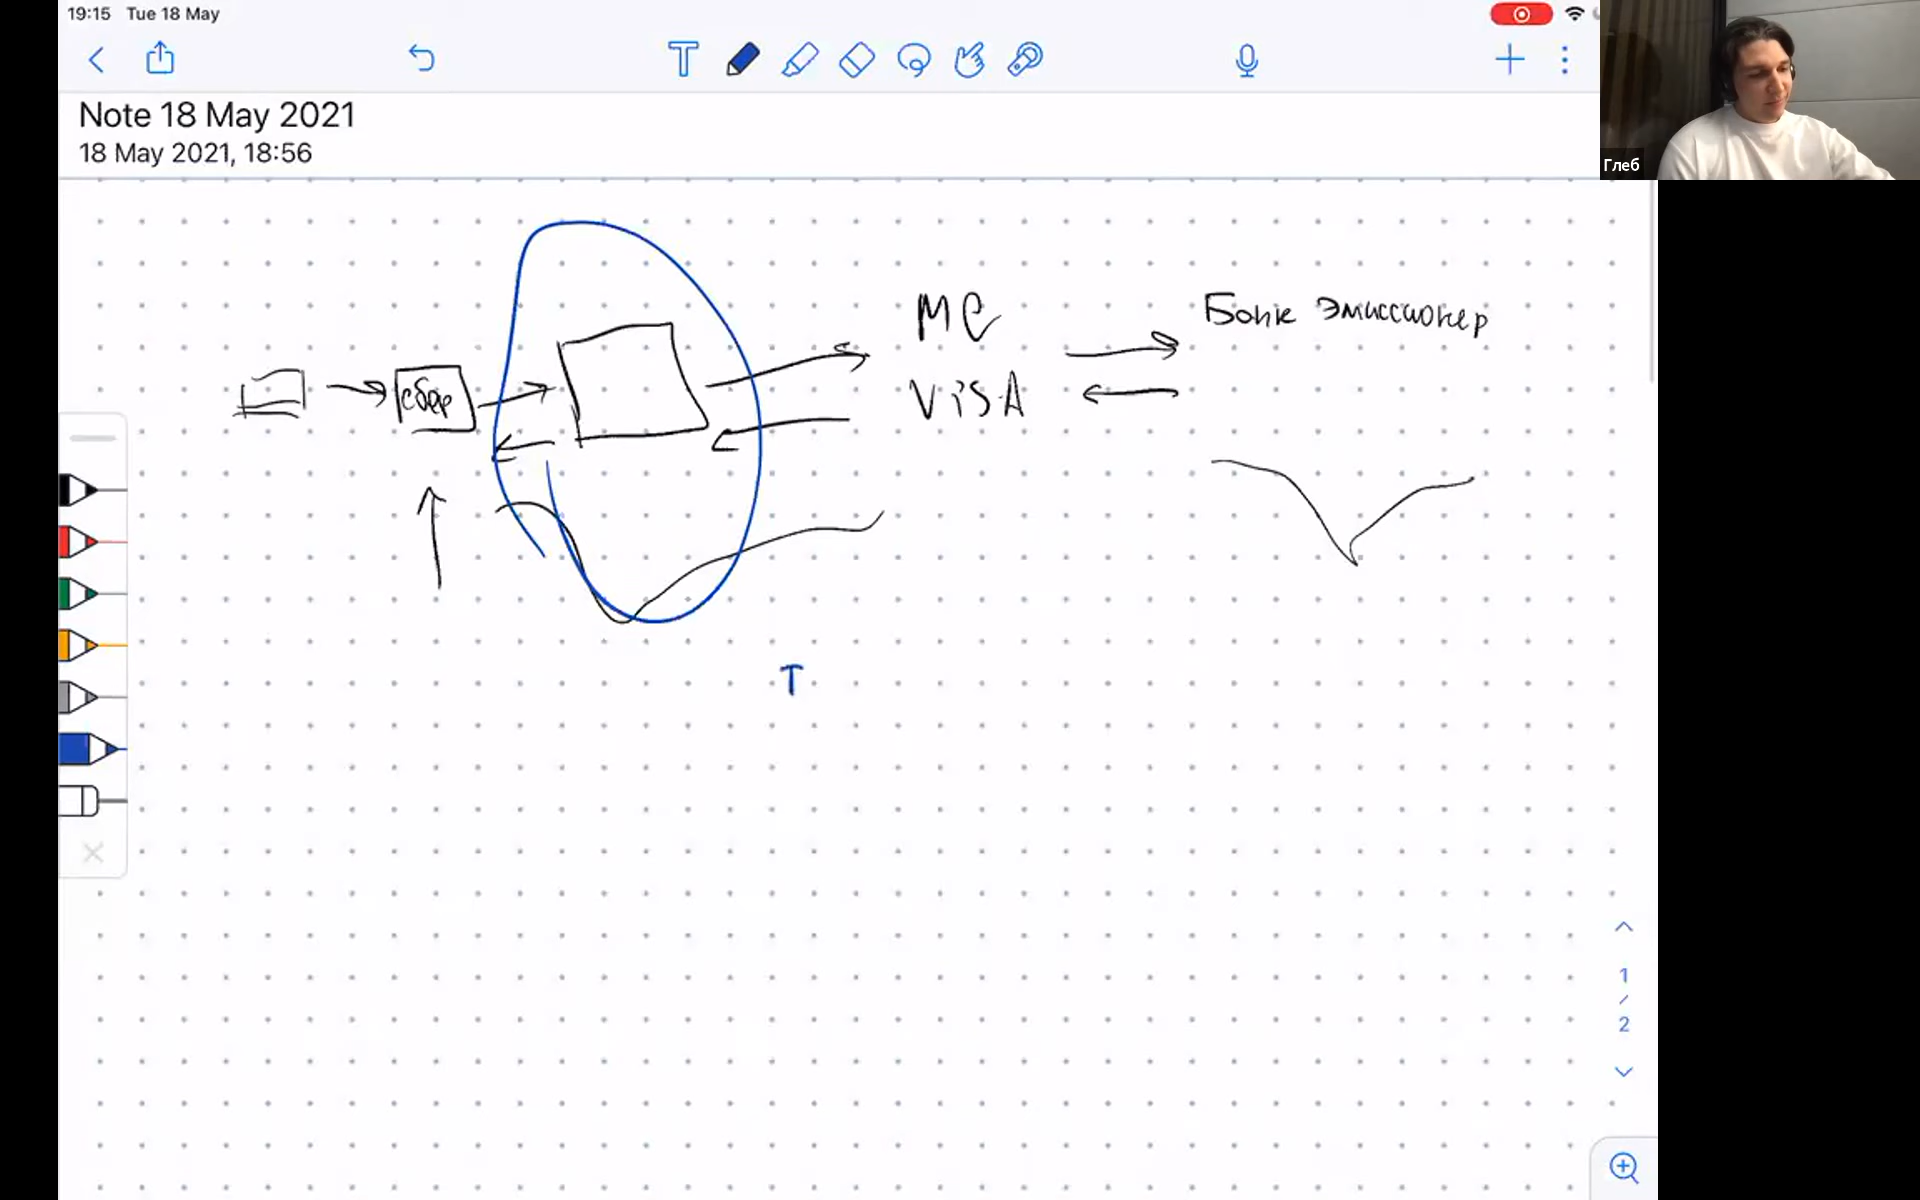 19:15 Tue 18 May
Note 18 May 2021
18 May 2021, 18:56
Глеб
MC
Банк эмиссионер
сбер
VISA
T
1
/
2